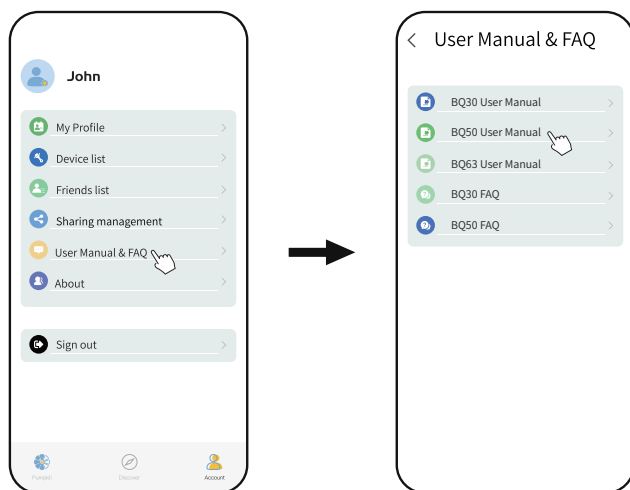 John
My Profile
Device list
Friends list
Sharing management
User Manual & FAQ
About
Sign out
Discover
Account
User Manual & FAQ
BQ30 User Manual
BQ50 User Manual
BQ63 User Manual
BQ30 FAQ
BQ50 FAQ